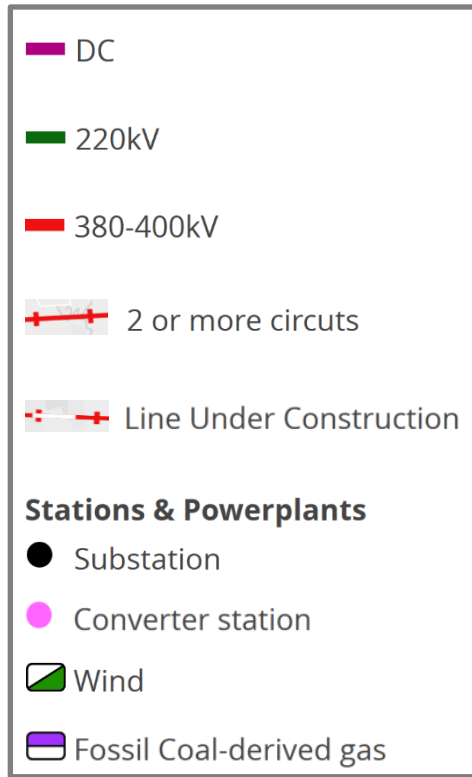 DC
220kV
380-400kV
2 or more circuts
Line Under Construction
Stations & Powerplants
Substation
Converter station
Wind
Fossil Coal-derived gas